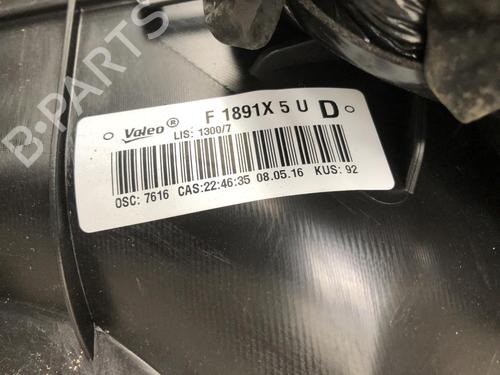 B-PARTS
Valeo ® F 1891X 5 U D
LIS: 1300/7
OSC: 7616 CAS:22:46:35 08.05.16 KUS: 92